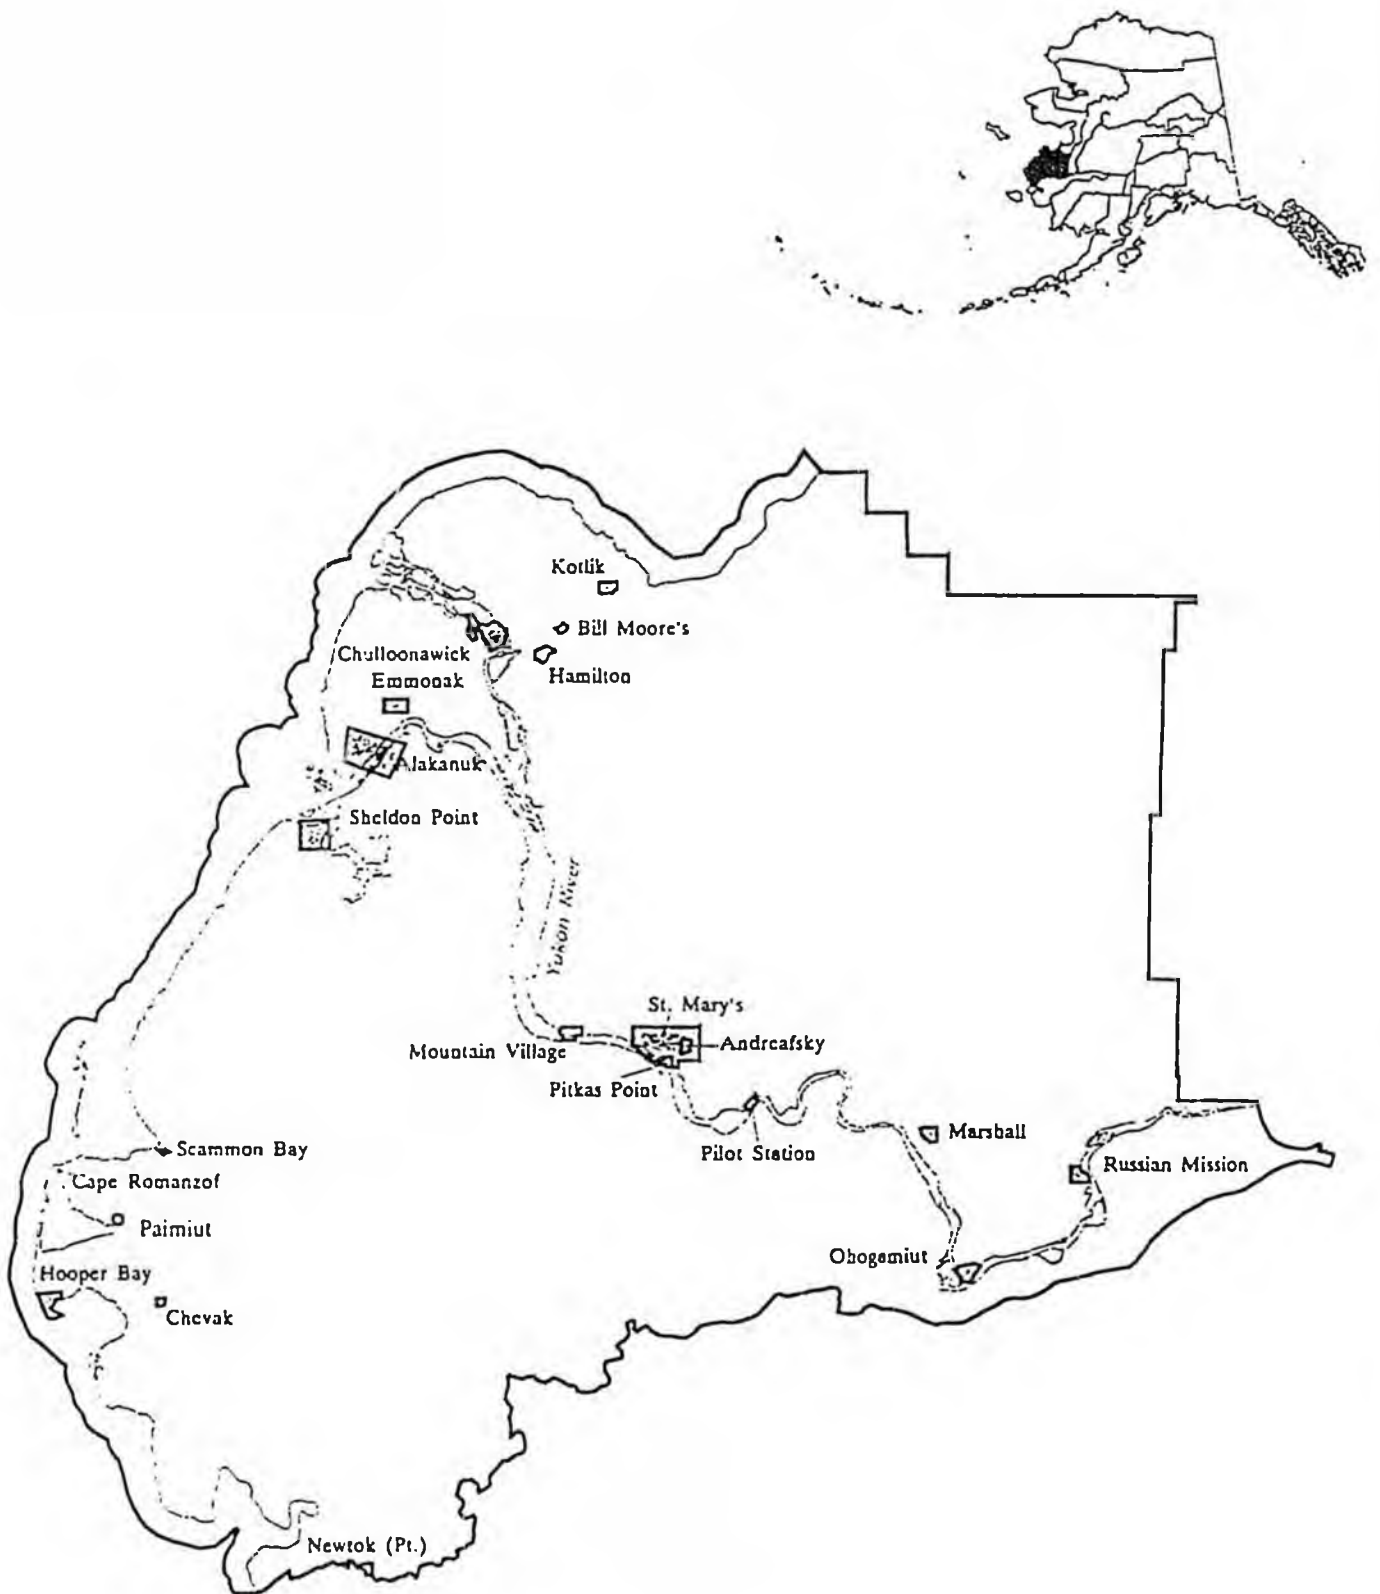 Kotlik
Bill Moore's
Chuloonawick
Hamilton
Emmonak
Alakanuk
Sheldon Point
Yukon River
St. Mary's
Andreafsky
Mountain Village
Pitkas Point
Marshall
Pilot Station
Scammon Bay
Russian Mission
Cape Romanzof
Paimiut
Ohogamiut
Hooper Bay
Chevak
Newtok (Pt.)